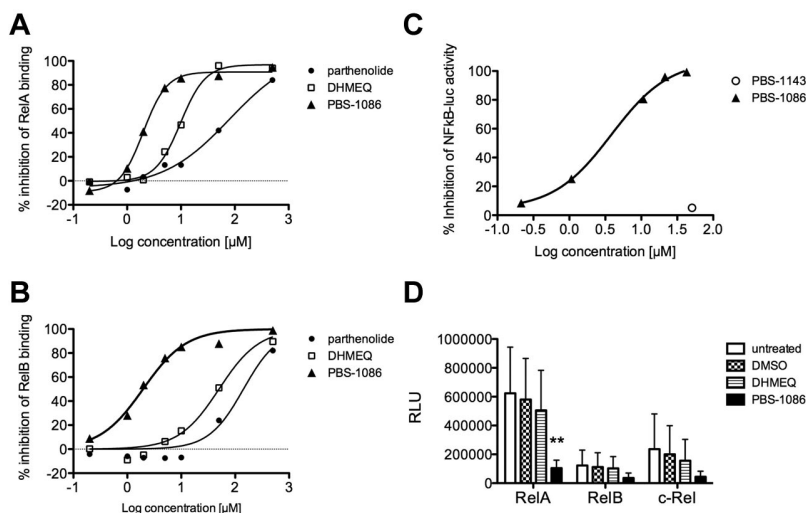 A
% inhibition of RelA binding
100
80
60
40
20
0
-20
-1
0
1
2
3
Log concentration [µM]
parthenolide
DHMEQ
PBS-1086
C
% Inhibition of NFkB-luc activity
100
80
60
40
20
0
-1.0
-0.5
0.0
0.5
1.0
1.5
2.0
Log concentration [µM]
PBS-1143
PBS-1086
B
% inhibition of RelB binding
100
80
60
40
20
0
-20
-1
0
1
2
3
Log concentration [µM]
parthenolide
DHMEQ
PBS-1086
D
RLU
1000000
800000
600000
400000
200000
0
**
RelA
RelB
c-Rel
untreated
DMSO
DHMEQ
PBS-1086